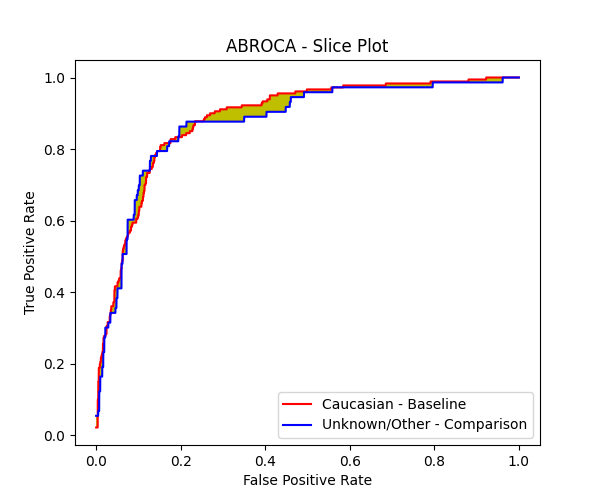 ABROCA - Slice Plot
True Positive Rate
1.0
0.8
0.6
0.4
0.2
0.0
0.0 0.2 0.4 0.6 0.8 1.0
False Positive Rate
Caucasian - Baseline
Unknown/Other - Comparison